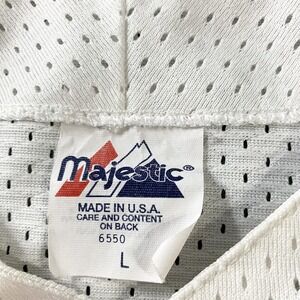 Majestic®
MADE IN U.S.A.
CARE AND CONTENT
ON BACK
6550
L